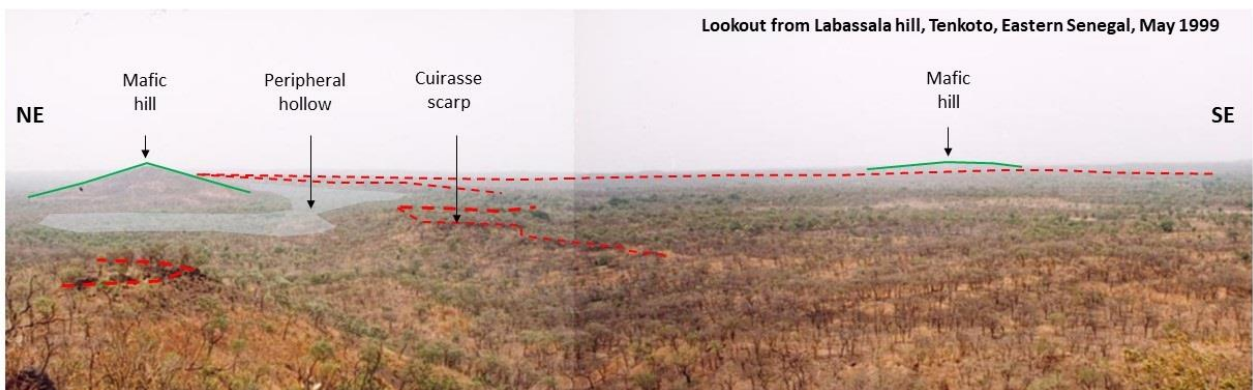 Lookout from Labassala hill, Tenkoto, Eastern Senegal, May 1999
Mafic
hill
Peripheral
hollow
Cuirasse
scarp
Mafic
hill
NE
SE